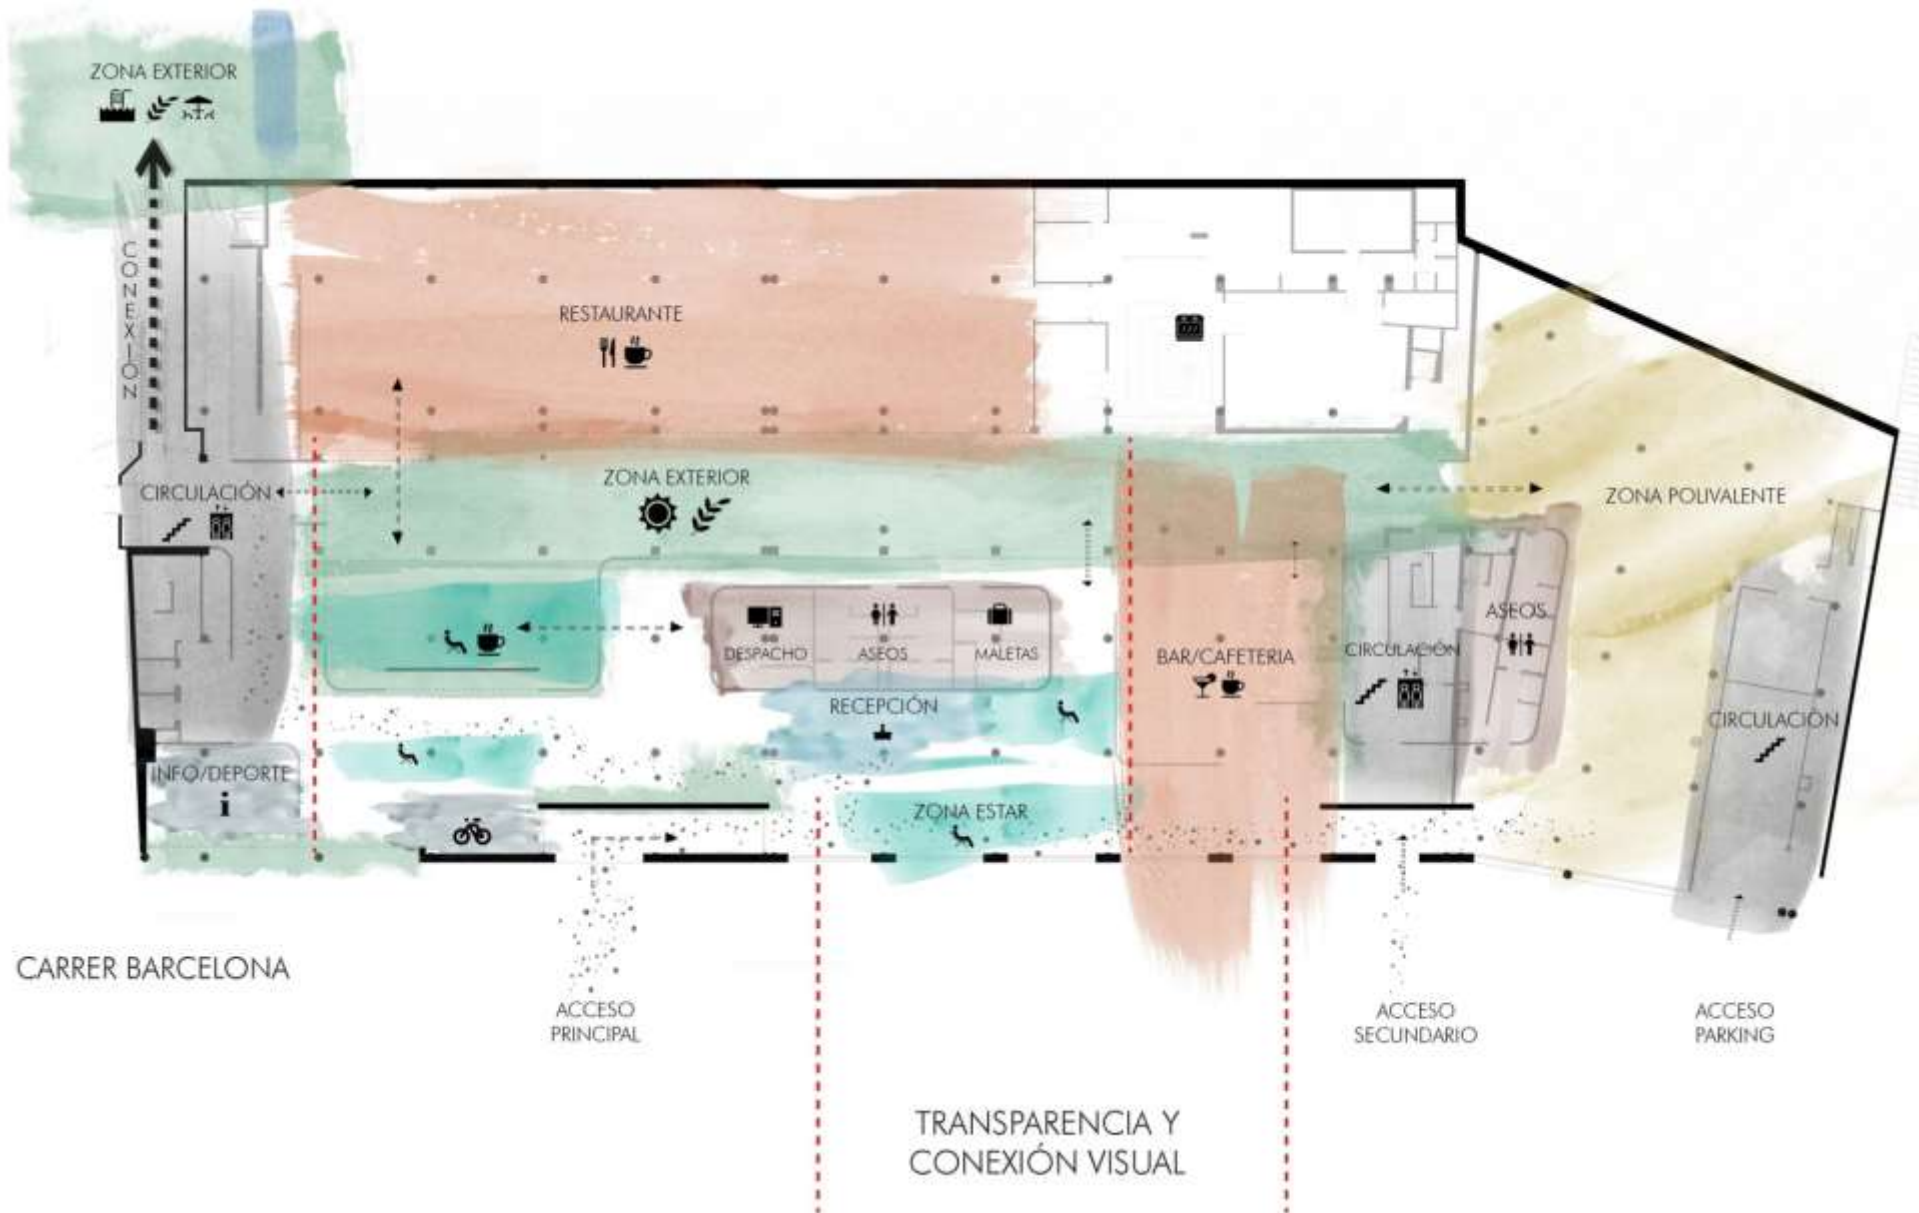 ZONA EXTERIOR
CONEXIÓN
RESTAURANTE
ZONA EXTERIOR
CIRCULACIÓN
ZONA POLIVALENTE
DESPACHO
ASEOS
MALETAS
BAR/CAFETERIA
CIRCULACIÓN
ASEOS
RECEPCIÓN
CIRCULACIÓN
INFO/DEPORTE
i
ZONA ESTAR
CARRER BARCELONA
ACCESO
PRINCIPAL
ACCESO
SECUNDARIO
ACCESO
PARKING
TRANSPARENCIA Y
CONEXIÓN VISUAL